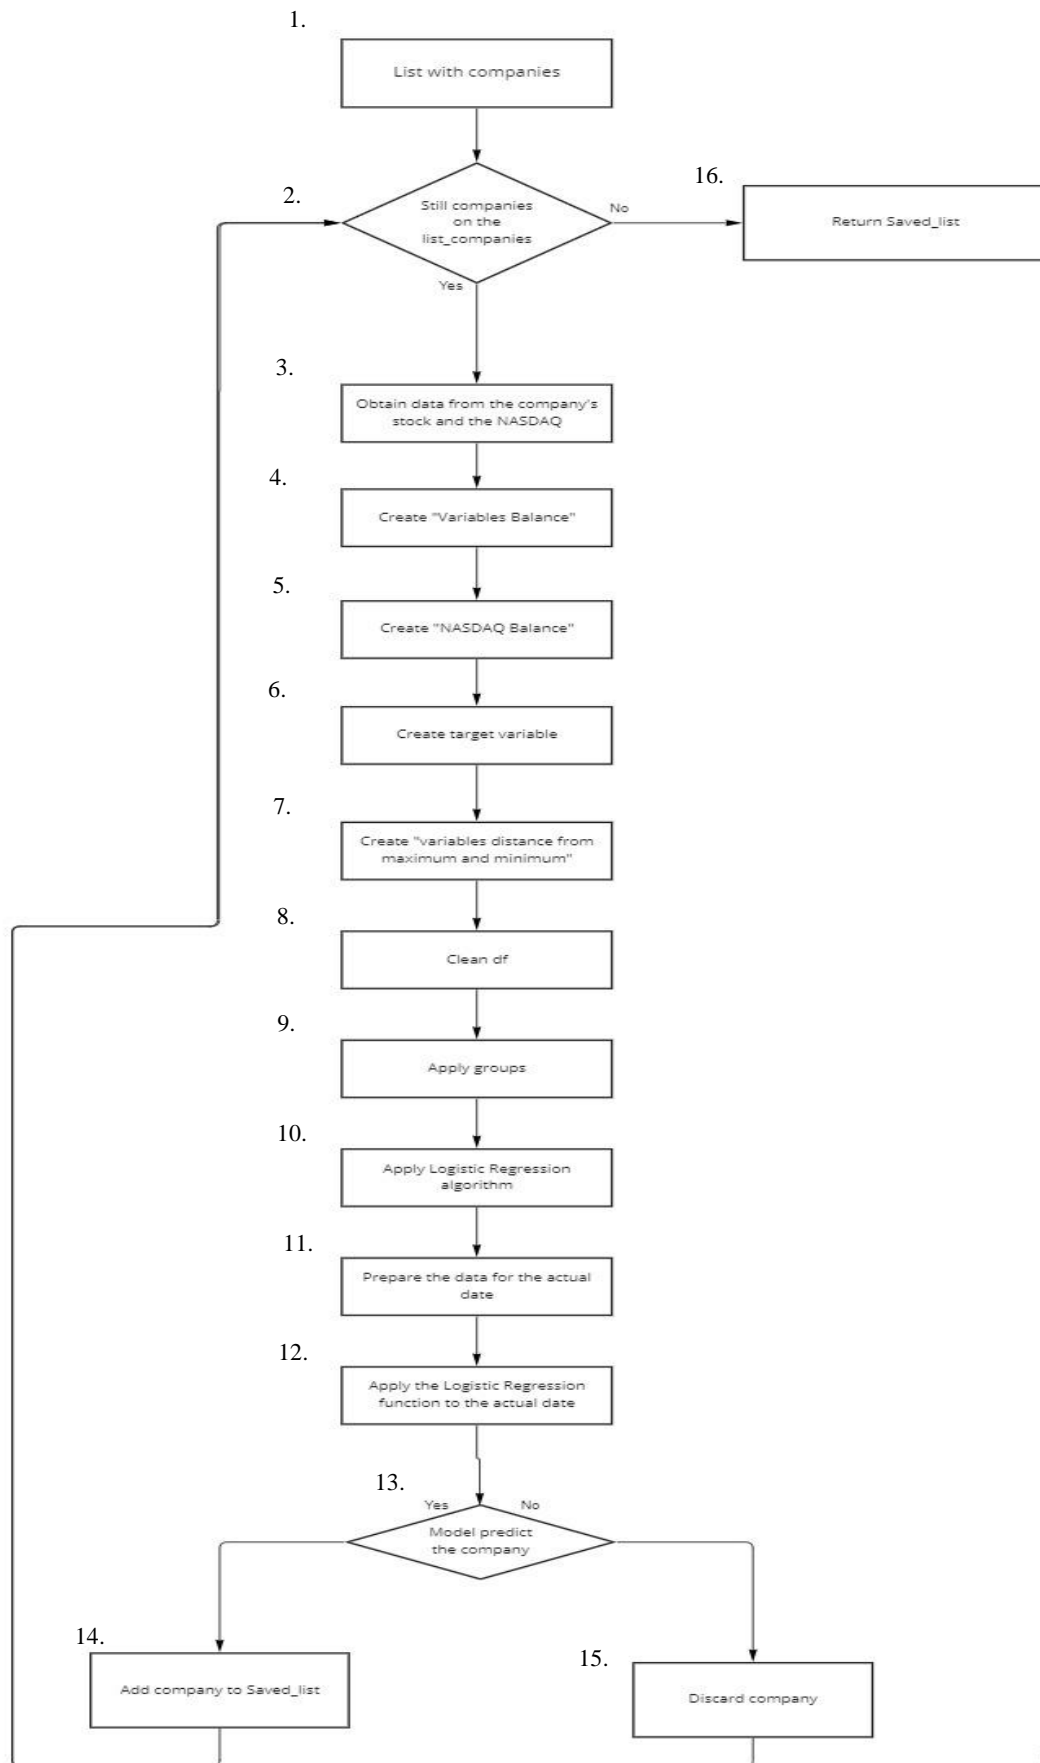 1.
List with companies
2.
Still companies
on the
list_companies
No
Yes
16.
Return Saved_list
3.
Obtain data from the company's
stock and the NASDAQ
4.
Create "Variables Balance"
5.
Create "NASDAQ Balance"
6.
Create target variable
7.
Create "variables distance from
maximum and minimum"
8.
Clean df
9.
Apply groups
10.
Apply Logistic Regression
algorithm
11.
Prepare the data for the actual
date
12.
Apply the Logistic Regression
function to the actual date
13.
Yes
No
Model predict
the company
14.
Add company to Saved_list
15.
Discard company